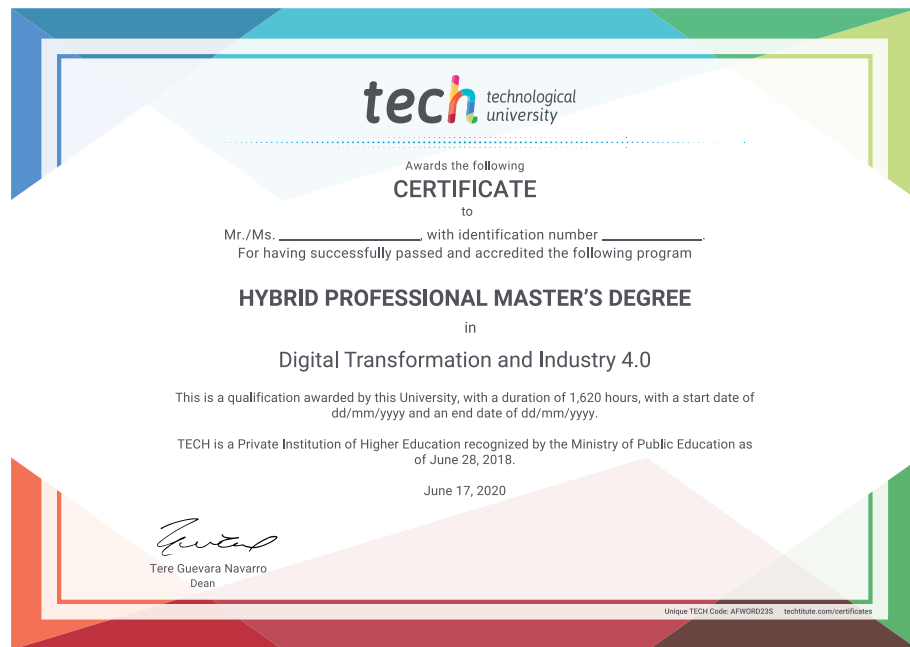 tech technological
university
Awards the following
CERTIFICATE
to
Mr./Ms. ____________________, with identification number ______________.
For having successfully passed and accredited the following program
HYBRID PROFESSIONAL MASTER'S DEGREE
in
Digital Transformation and Industry 4.0
This is a qualification awarded by this University, with a duration of 1,620 hours, with a start date of
dd/mm/yyyy and an end date of dd/mm/yyyy.
TECH is a Private Institution of Higher Education recognized by the Ministry of Public Education as
of June 28, 2018.
June 17, 2020
Tere Guevara Navarro
Dean
Unique TECH Code: AFWORD23S techtitute.com/certificates